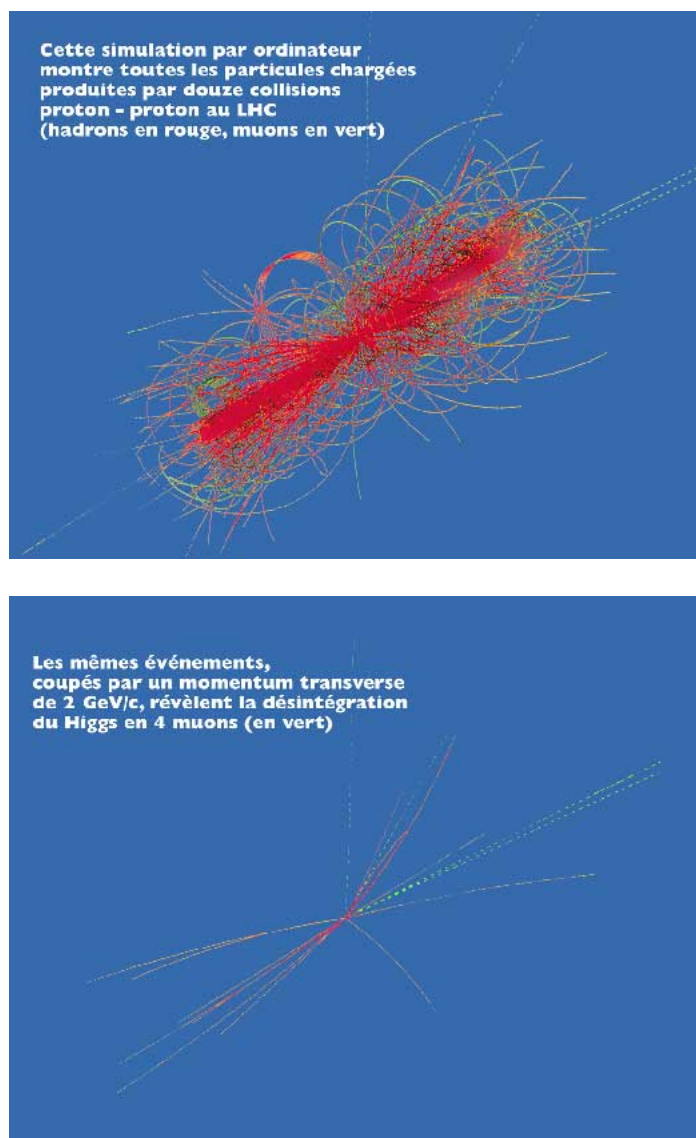 Cette simulation par ordinateur
montre toutes les particules chargées
produites par douze collisions
proton - proton au LHC
(hadrons en rouge, muons en vert)
Les mêmes événements,
coupés par un momentum transverse
de 2 GeV/c, révèlent la désintégration
du Higgs en 4 muons (en vert)